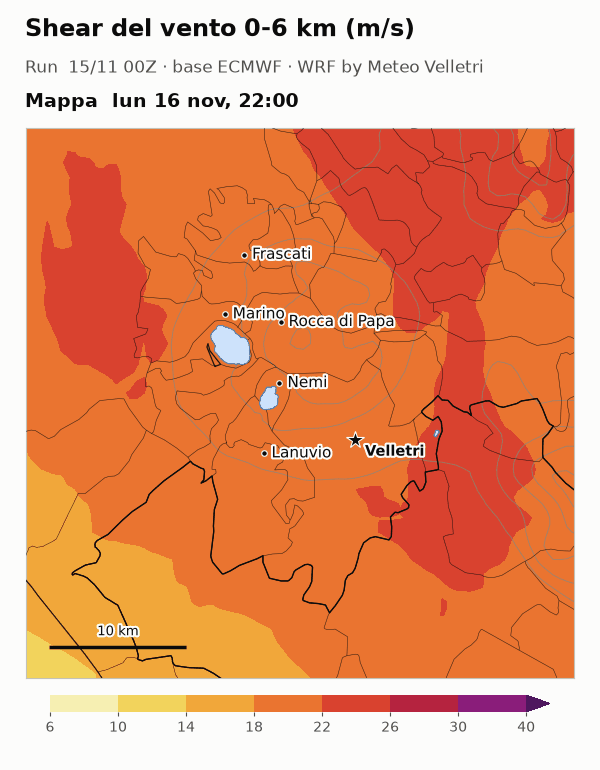 Shear del vento 0-6 km (m/s)
Run  15/11 00Z · base ECMWF · WRF by Meteo Velletri
Mappa  lun 16 nov, 22:00
Frascati
Marino
Rocca di Papa
Nemi
Velletri
Lanuvio
10 km
6 10 14 18 22 26 30 40